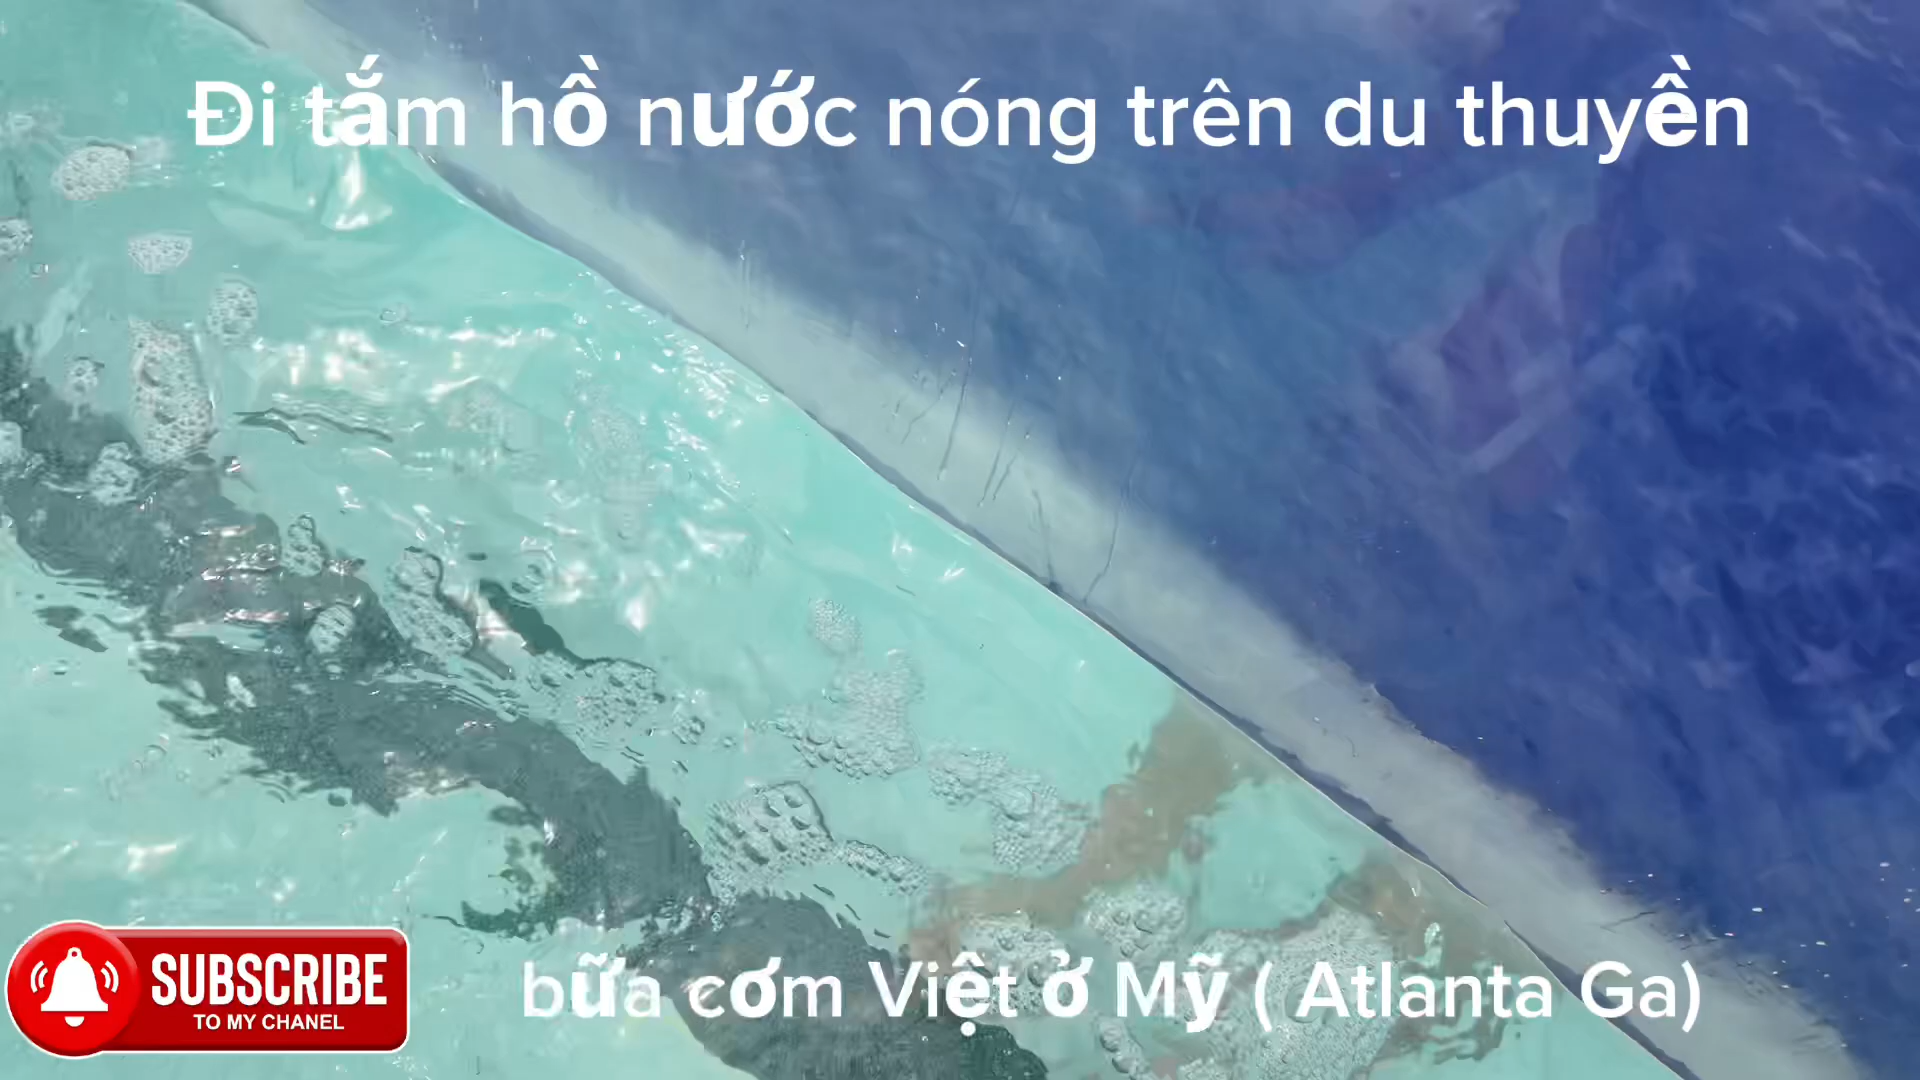 Đi tắm hồ nước nóng trên du thuyền
SUBSCRIBE
TO MY CHANEL
bữa cơm Việt ở Mỹ ( Atlanta Ga)